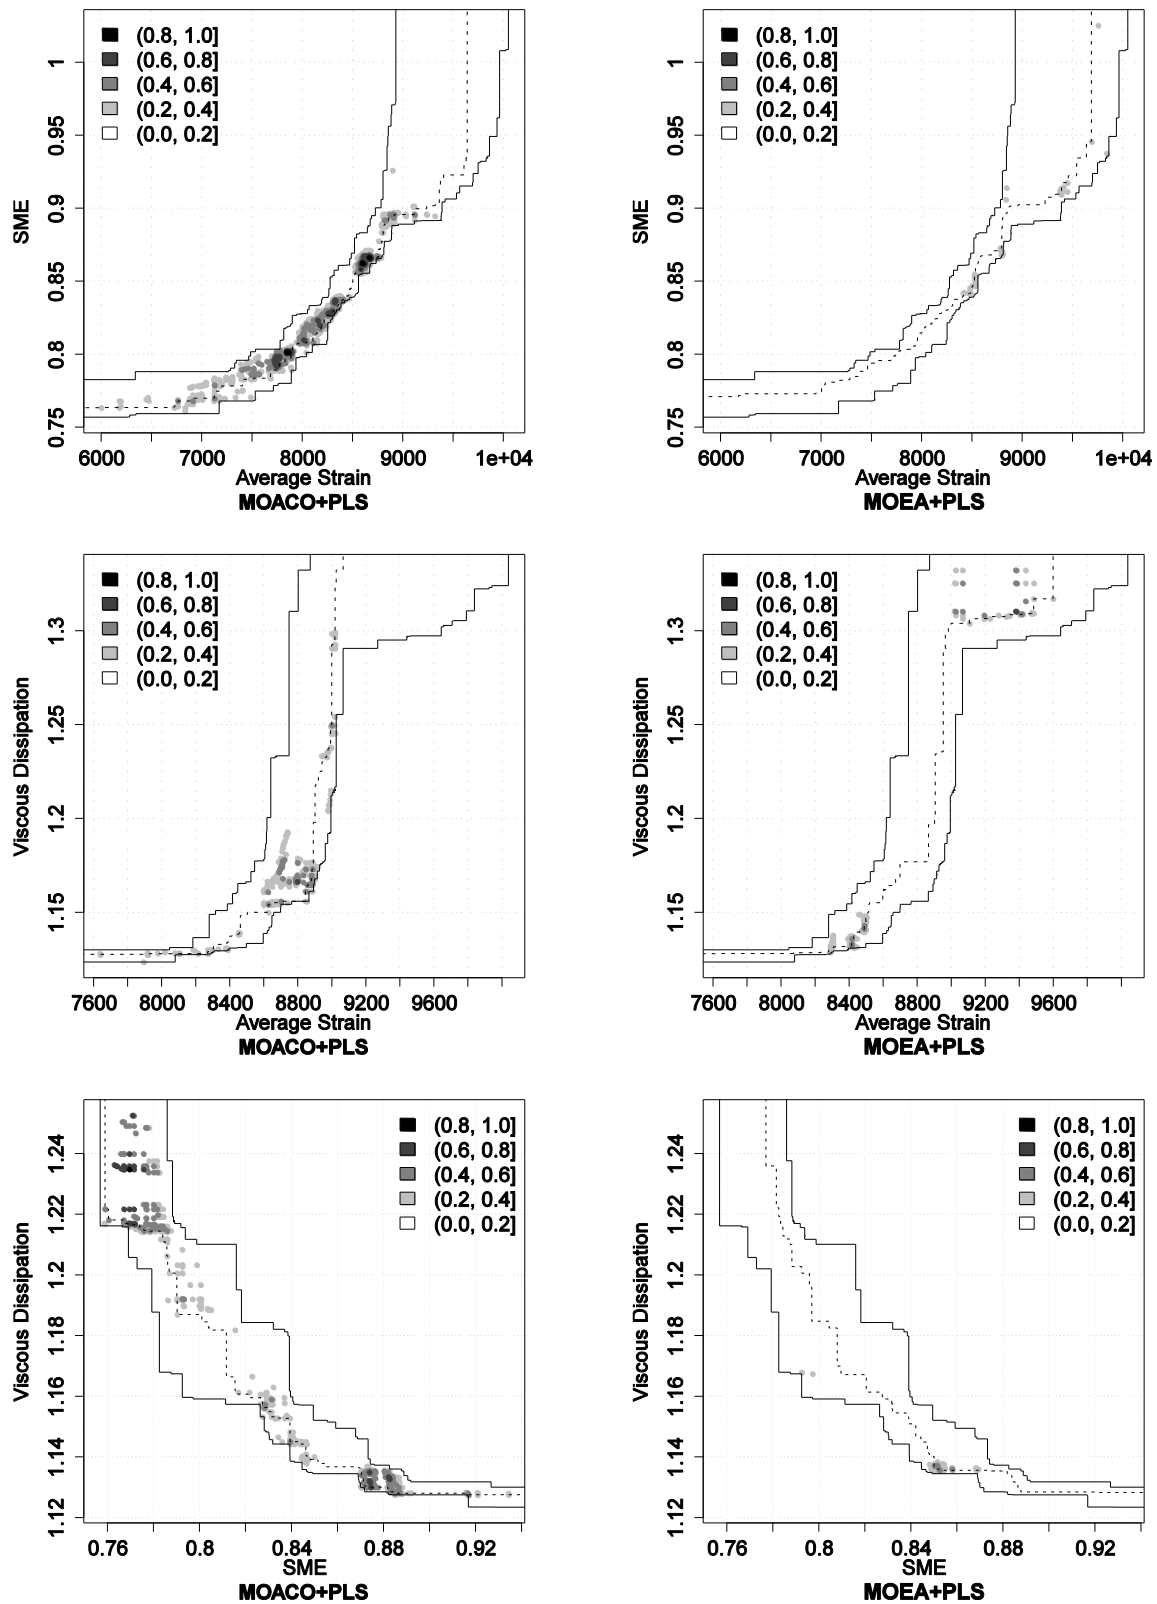 (0.8, 1.0]
(0.6, 0.8]
(0.4, 0.6]
(0.2, 0.4]
(0.0, 0.2]
SME
0.75 0.8 0.85 0.9 0.95 1
6000 7000 8000 9000 1e+04
Average Strain
MOACO+PLS
(0.8, 1.0]
(0.6, 0.8]
(0.4, 0.6]
(0.2, 0.4]
(0.0, 0.2]
SME
0.75 0.8 0.85 0.9 0.95 1
6000 7000 8000 9000 1e+04
Average Strain
MOEA+PLS
(0.8, 1.0]
(0.6, 0.8]
(0.4, 0.6]
(0.2, 0.4]
(0.0, 0.2]
Viscous Dissipation
1.15 1.2 1.25 1.3
7600 8000 8400 8800 9200 9600
Average Strain
MOACO+PLS
(0.8, 1.0]
(0.6, 0.8]
(0.4, 0.6]
(0.2, 0.4]
(0.0, 0.2]
Viscous Dissipation
1.15 1.2 1.25 1.3
7600 8000 8400 8800 9200 9600
Average Strain
MOEA+PLS
(0.8, 1.0]
(0.6, 0.8]
(0.4, 0.6]
(0.2, 0.4]
(0.0, 0.2]
Viscous Dissipation
1.12 1.14 1.16 1.18 1.2 1.22 1.24
0.76 0.8 0.84 0.88 0.92
SME
MOACO+PLS
(0.8, 1.0]
(0.6, 0.8]
(0.4, 0.6]
(0.2, 0.4]
(0.0, 0.2]
Viscous Dissipation
1.12 1.14 1.16 1.18 1.2 1.22 1.24
0.76 0.8 0.84 0.88 0.92
SME
MOEA+PLS